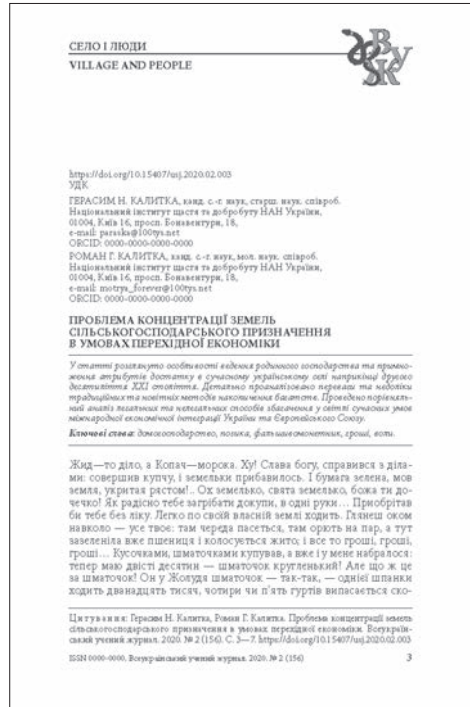 СЕЛО І ЛЮДИ
VILLAGE AND PEOPLE
ВУ
SK
https://doi.org/10.15407/usj.2020.02.003
УДК
ГЕРАСИМ Н. КАЛИТКА, канд. с.-г. наук, старш. наук. співроб.
Національний інститут щастя та добробуту НАН України,
01004, Київ 16, просп. Бонавентури, 18,
e-mail: paraska@100tys.net
ORCID: 0000-0000-0000-0000
РОМАН Г. КАЛИТКА, канд. с.-г. наук, мол. наук. співроб.
Національний інститут щастя та добробуту НАН України,
01004, Київ 16, просп. Бонавентури, 18,
e-mail: motrya_forever@100tys.net
ORCID: 0000-0000-0000-0000
ПРОБЛЕМА КОНЦЕНТРАЦІЇ ЗЕМЕЛЬ
СІЛЬСЬКОГОСПОДАРСЬКОГО ПРИЗНАЧЕННЯ
В УМОВАХ ПЕРЕХІДНОЇ ЕКОНОМІКИ
У статті розглянуто особливості ведення родинного господарства та примно-
ження атрибутів достатку в сучасному українському селі наприкінці другого
десятиліття XXI століття. Детально проаналізовано переваги та недоліки
традиційних та новітніх методів накопичення багатств. Проведено порівняль-
ний аналіз легальних та нелегальних способів збагачення у світлі сучасних умов
міжнародної економічної інтеграції України та Європейського Союзу.
Ключові слова: домогосподарство, позика, фальшивомонетник, гроші, воли.
Жид—то діло, а Копач—морока. Ху! Слава богу, справився з діла-
ми: совершив купчу, і земельки прибавилось. І бумага зелена, мов
земля, укритая рястом!.. Ох земелько, свята земелько, божа ти до-
чечко! Як радісно тебе загрібати докупи, в одні руки… Приобрітав
би тебе без ліку. Легко по своїй власній землі ходить. Глянеш оком
навколо — усе твоє: там череда пасеться, там орють на пар, а тут
зазеленіла вже пшениця і колосується жито; і все то гроші, гроші,
гроші… Кусочками, шматочками купував, а вже і у мене набралося:
тепер маю двісті десятин — шматочок кругленький! Але що ж це
за шматочок! Он у Жолудя шматочок — так-так, — однієї шпанки
ходить дванадцять тисяч, чотири чи п'ять гуртів випасається ско-
Цитування: Герасим Н. Калитка, Роман Г. Калитка. Проблема концентрації земель
сільськогосподарського призначення в умовах перехідної економіки. Всеукраїн-
ський учений журнал. 2020. № 2 (156). С. 3—7. https://doi.org/10.15407/usj.2020.02.003
ISSN 0000-0000. Всеукраїнський учений журнал. 2020. № 2 (156) 3